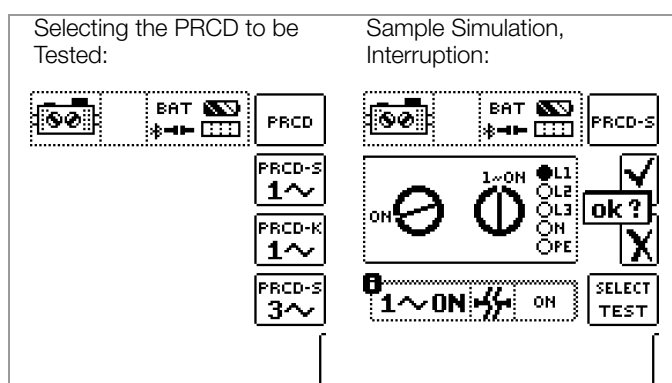 Selecting the PRCD to be
Tested:
BAT
PRCD
PRCD-S
1~
PRCD-K
1~
PRCD-S
3~
Sample Simulation,
Interruption:
BAT
PRCD-S
ON
1~ON
L1
L2
L3
N
PE
ok?
1~ON
ON
SELECT
TEST